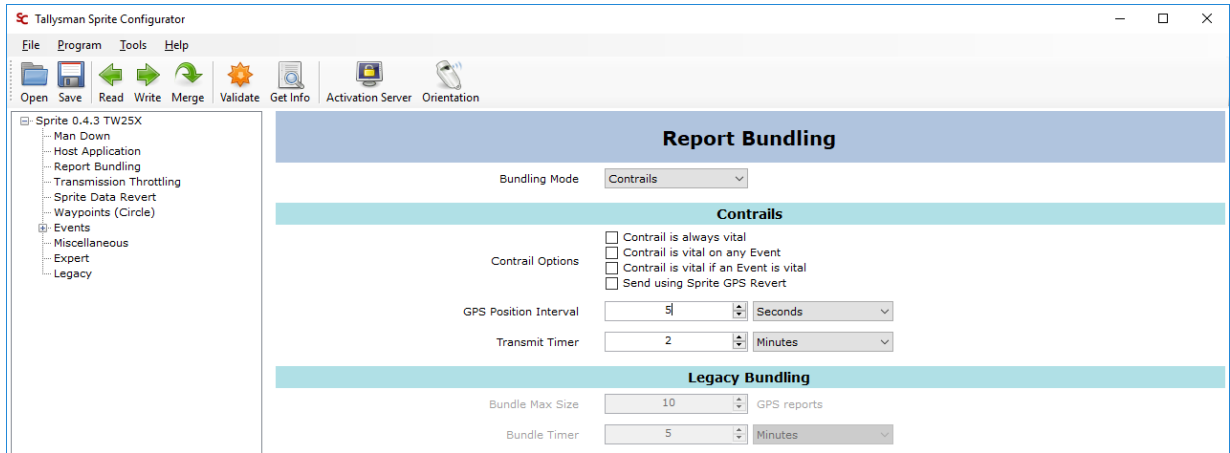 SC Tallysman Sprite Configurator
File Program Tools Help
Open Save Read Write Merge Validate Get Info Activation Server Orientation
Sprite 0.4.3 TW25X
Man Down
Host Application
Report Bundling
Transmission Throttling
Sprite Data Revert
Waypoints (Circle)
Events
Miscellaneous
Expert
Legacy
Report Bundling
Bundling Mode Contrails
Contrails
Contrail Options
Contrail is always vital
Contrail is vital on any Event
Contrail is vital if an Event is vital
Send using Sprite GPS Revert
GPS Position Interval 5 Seconds
Transmit Timer 2 Minutes
Legacy Bundling
Bundle Max Size 10 GPS reports
Bundle Timer 5 Minutes